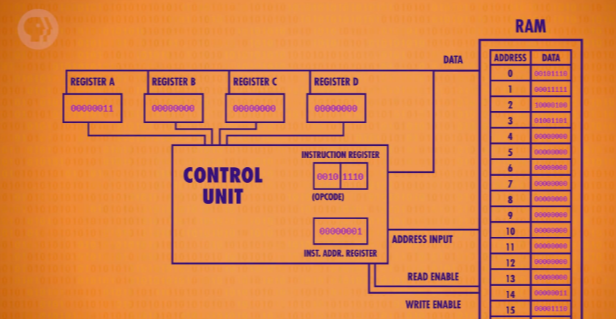 RAM
DATA
ADDRESS DATA
REGISTER A REGISTER B REGISTER C REGISTER D
00000011 00000000 00000000 00000000
0 00101110
1 00011111
2 10000100
3 01001101
4 00000000
5 00000000
6 00000000
7 00000000
8 00000000
9 00000000
10 00000000
11 00000000
12 00000000
13 00000000
14 00000011
15 00001110
CONTROL
UNIT
INSTRUCTION REGISTER
0010 1110
(OPCODE)
00000001
INST. ADDR. REGISTER
ADDRESS INPUT
READ ENABLE
WRITE ENABLE